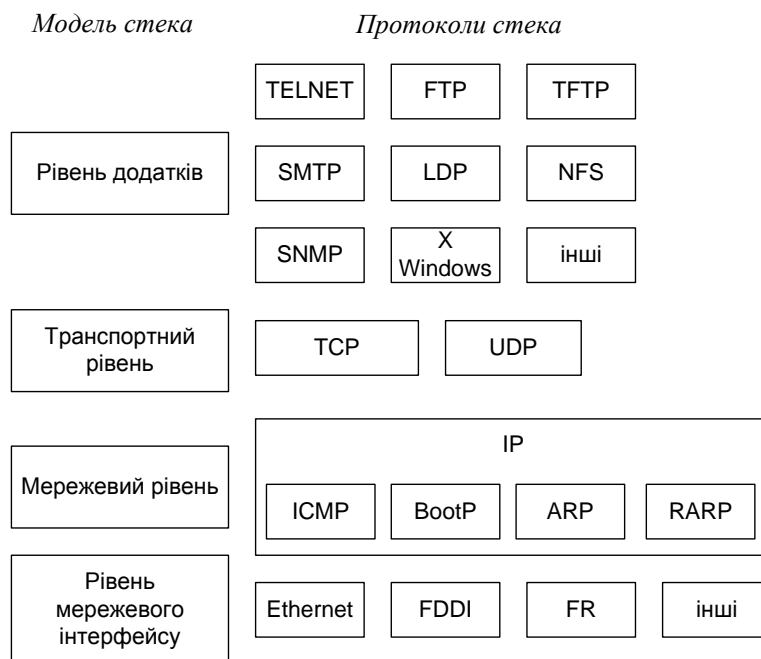 Модель стека
Протоколи стека
TELNET
FTP
TFTP
Рівень додатків
SMTP
LDP
NFS
SNMP
X
Windows
інші
Транспортний
рівень
TCP
UDP
Мережевий рівень
IP
ICMP
BootP
ARP
RARP
Рівень
мережевого
інтерфейсу
Ethernet
FDDI
FR
інші